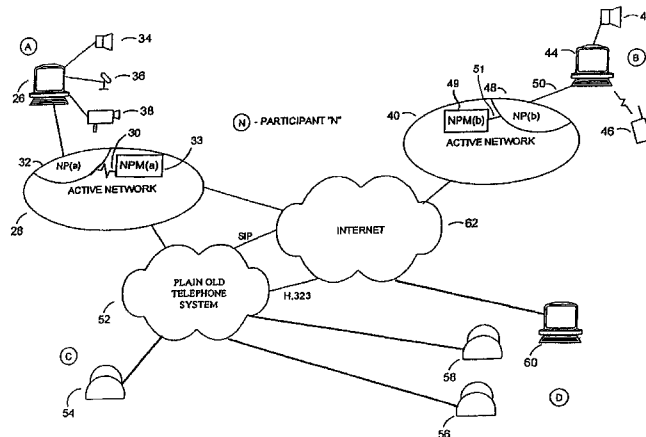 A
34
36
38
26
30
33
32
NP(a)
NPM(a)
ACTIVE NETWORK
28
N - PARTICIPANT "N"
44
B
51
48
49
50
40
NPM(b)
NP(b)
46
ACTIVE NETWORK
SIP
INTERNET
62
PLAIN OLD
TELEPHONE
SYSTEM
52
H.323
C
54
58
60
56
D